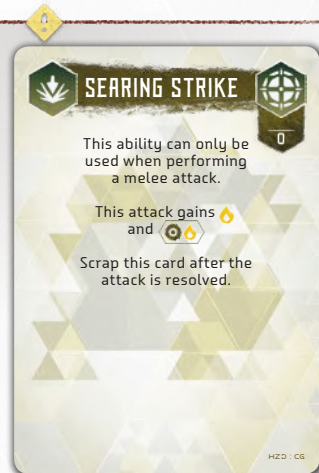 SEARING STRIKE
0
This ability can only be
used when performing
a melee attack.
This attack gains
and
Scrap this card after the
attack is resolved.
HZD : CG